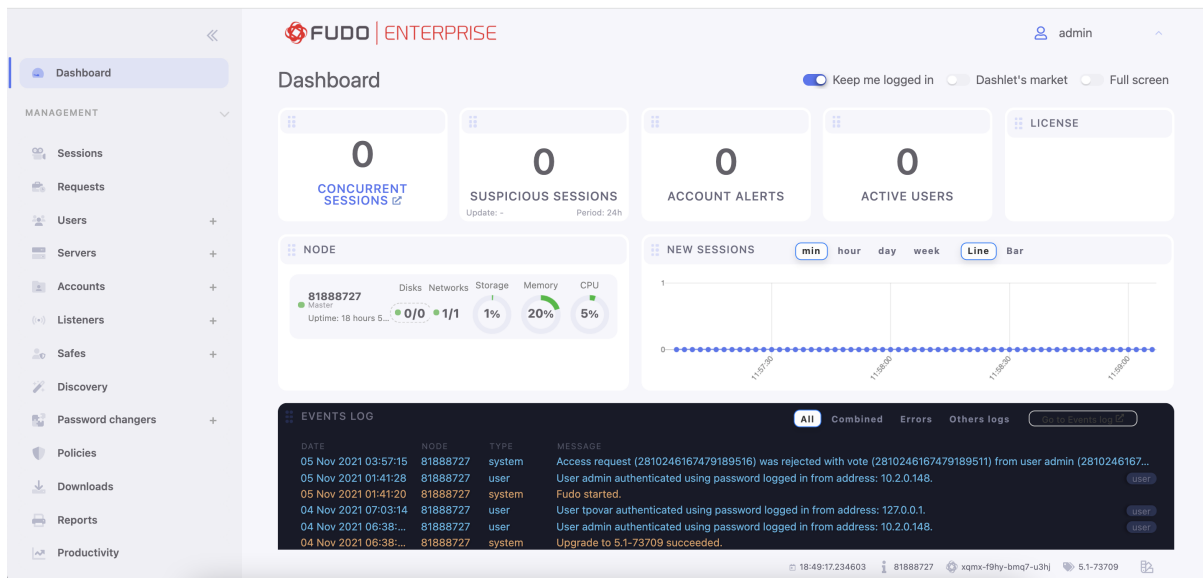 FUDO ENTERPRISE
admin
Dashboard
Dashboard
Keep me logged in
Dashlet's market
Full screen
MANAGEMENT
Sessions
Requests
Users +
Servers +
Accounts +
Listeners +
Safes +
Discovery
Password changers +
Policies
Downloads
Reports
Productivity
0
CONCURRENT
SESSIONS
0
SUSPICIOUS SESSIONS
Update: - Period: 24h
0
ACCOUNT ALERTS
0
ACTIVE USERS
LICENSE
NODE
81888727
Master
Uptime: 18 hours 5...
Disks Networks Storage Memory CPU
0/0 1/1 1% 20% 5%
NEW SESSIONS min hour day week Line Bar
1
0
11:57:30 11:58:00 11:58:30 11:59:00
EVENTS LOG All Combined Errors Others logs Go to Events log
DATE NODE TYPE MESSAGE
05 Nov 2021 03:57:15 81888727 system Access request (2810246167479189516) was rejected with vote (2810246167479189511) from user admin (2810246167...
05 Nov 2021 01:41:28 81888727 user User admin authenticated using password logged in from address: 10.2.0.148. user
05 Nov 2021 01:41:20 81888727 system Fudo started.
04 Nov 2021 07:03:14 81888727 user User tpovar authenticated using password logged in from address: 127.0.0.1. user
04 Nov 2021 06:38:... 81888727 user User admin authenticated using password logged in from address: 10.2.0.148. user
04 Nov 2021 06:38:... 81888727 system Upgrade to 5.1-73709 succeeded.
18:49:17.234603 81888727 xqmx-f9hy-bmq7-u3hj 5.1-73709